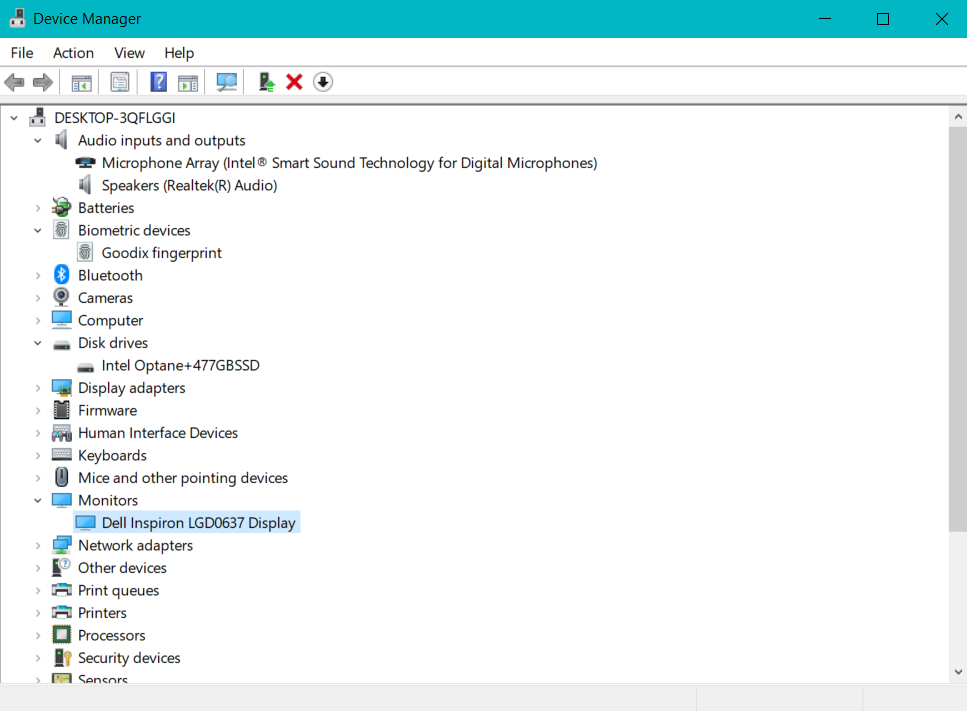 Device Manager
File Action View Help
DESKTOP-3QFLGGI
Audio inputs and outputs
Microphone Array (Intel® Smart Sound Technology for Digital Microphones)
Speakers (Realtek(R) Audio)
Batteries
Biometric devices
Goodix fingerprint
Bluetooth
Cameras
Computer
Disk drives
Intel Optane+477GBSSD
Display adapters
Firmware
Human Interface Devices
Keyboards
Mice and other pointing devices
Monitors
Dell Inspiron LGD0637 Display
Network adapters
Other devices
Print queues
Printers
Processors
Security devices
Sensors